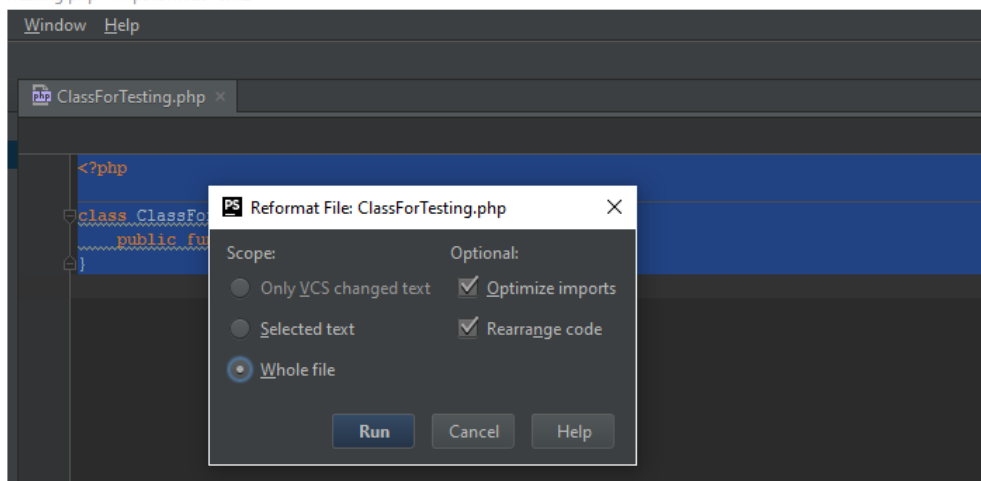 Window Help
ClassForTesting.php
<?php
class ClassFo
public fu
}
PS Reformat File: ClassForTesting.php
Scope: Optional:
Only VCS changed text Optimize imports
Selected text Rearrange code
Whole file
Run Cancel Help